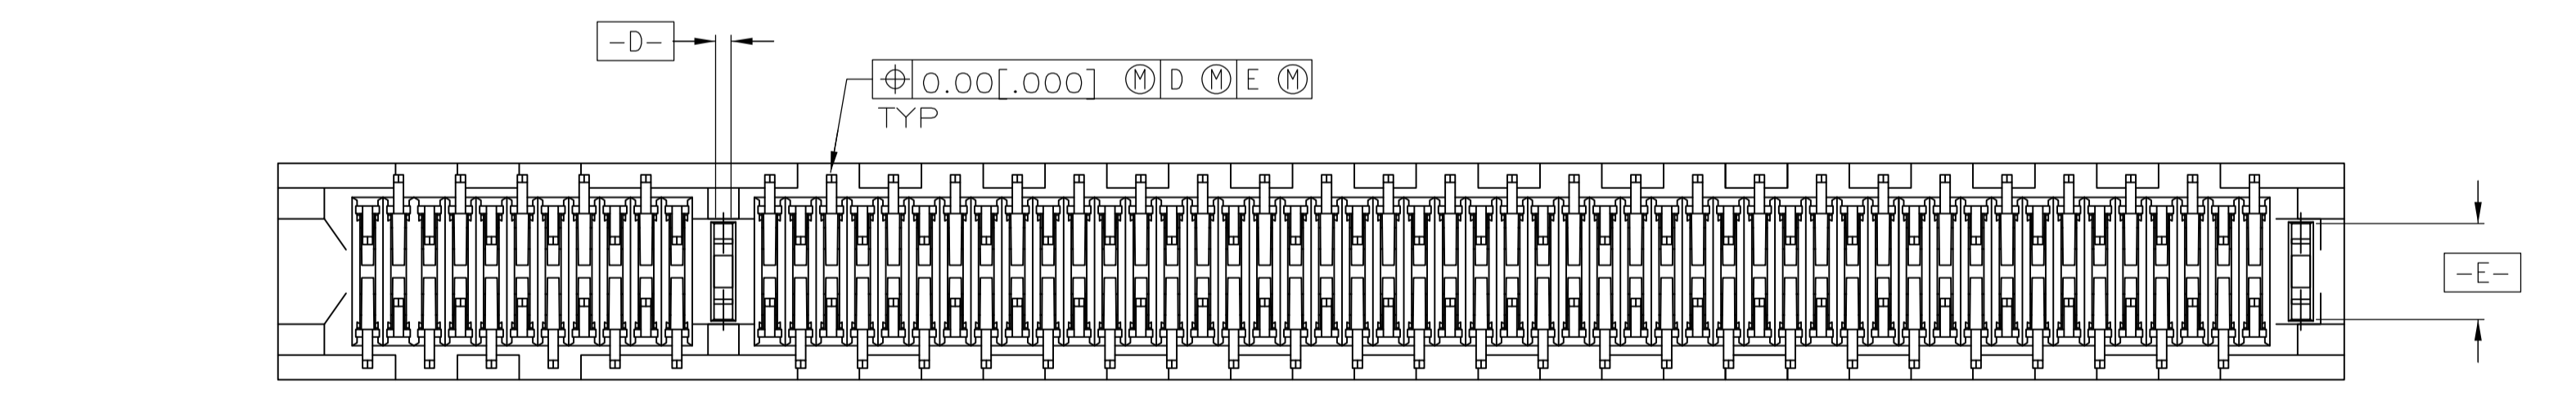 -D-
⌖ 0.00[.000] Ⓜ D Ⓜ E Ⓜ
TYP
-E-